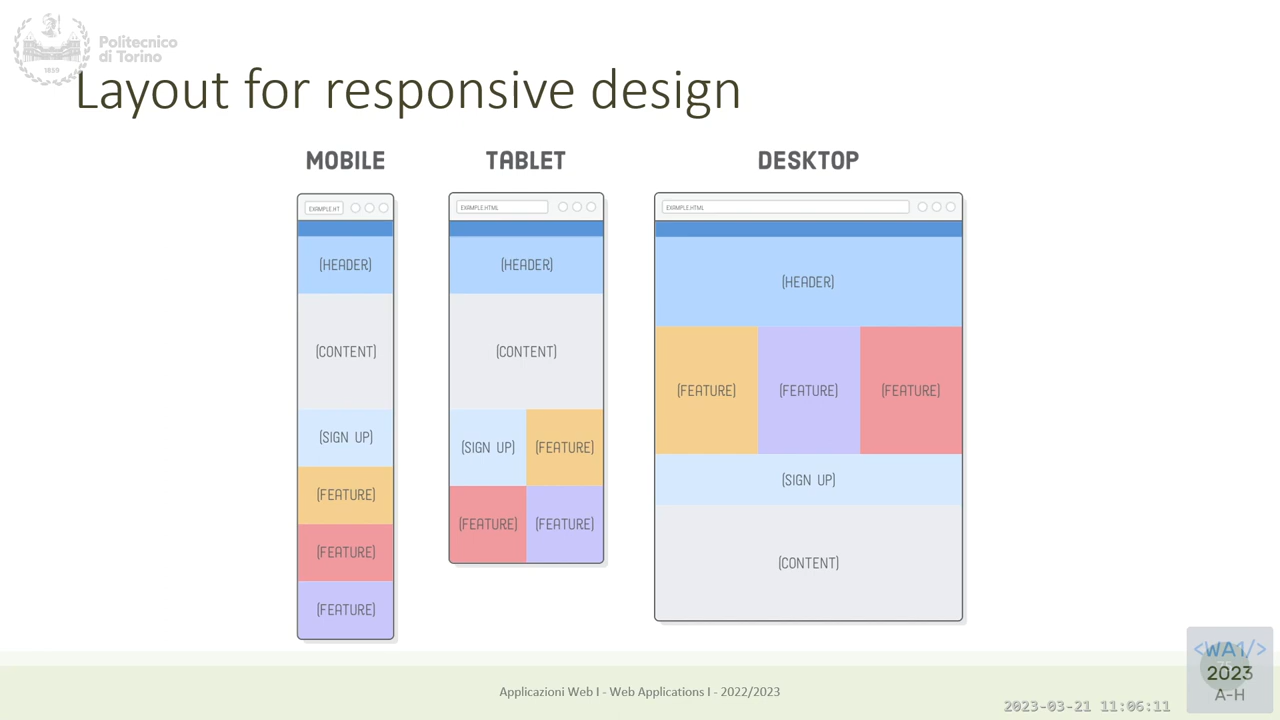 Politecnico
di Torino
1859
Layout for responsive design
MOBILE
TABLET
DESKTOP
EXAMPLE.HT
EXAMPLE.HTML
EXAMPLE.HTML
{HEADER}
{CONTENT}
{SIGN UP}
{FEATURE}
{FEATURE}
{FEATURE}
{HEADER}
{CONTENT}
{SIGN UP} {FEATURE}
{FEATURE} {FEATURE}
{HEADER}
{FEATURE} {FEATURE} {FEATURE}
{SIGN UP}
{CONTENT}
Applicazioni Web I - Web Applications I - 2022/2023
2023-03-21 11:06:11
<WA1/>
2023
A-H